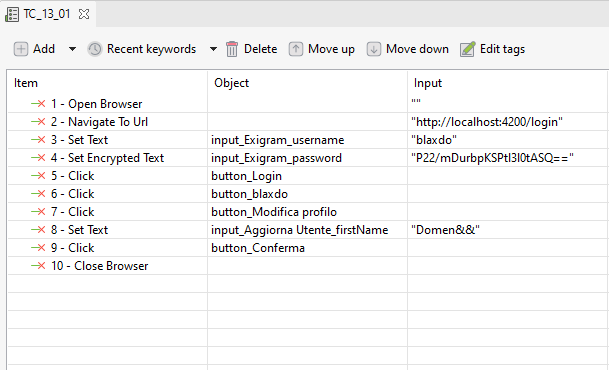 TC_13_01
Add Recent keywords Delete Move up Move down Edit tags
Item Object Input
1 - Open Browser ""
2 - Navigate To Url "http://localhost:4200/login"
3 - Set Text input_Exigram_username "blaxdo"
4 - Set Encrypted Text input_Exigram_password "P22/mDurbpKSPtI3I0tASQ=="
5 - Click button_Login
6 - Click button_blaxdo
7 - Click button_Modifica profilo
8 - Set Text input_Aggiorna Utente_firstName "Domen&&"
9 - Click button_Conferma
10 - Close Browser